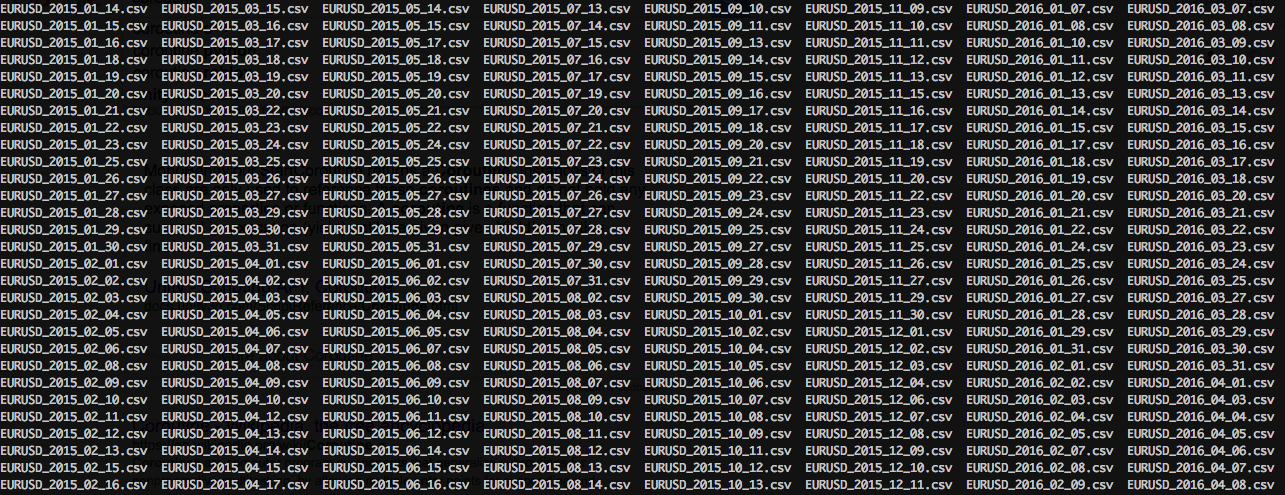 EURUSD_2015_01_14.csv EURUSD_2015_03_15.csv EURUSD_2015_05_14.csv EURUSD_2015_07_13.csv EURUSD_2015_09_10.csv EURUSD_2015_11_09.csv EURUSD_2016_01_07.csv EURUSD_2016_03_07.csv
EURUSD_2015_01_15.csv EURUSD_2015_03_16.csv EURUSD_2015_05_15.csv EURUSD_2015_07_14.csv EURUSD_2015_09_11.csv EURUSD_2015_11_10.csv EURUSD_2016_01_08.csv EURUSD_2016_03_08.csv
EURUSD_2015_01_16.csv EURUSD_2015_03_17.csv EURUSD_2015_05_17.csv EURUSD_2015_07_15.csv EURUSD_2015_09_13.csv EURUSD_2015_11_11.csv EURUSD_2016_01_10.csv EURUSD_2016_03_09.csv
EURUSD_2015_01_18.csv EURUSD_2015_03_18.csv EURUSD_2015_05_18.csv EURUSD_2015_07_16.csv EURUSD_2015_09_14.csv EURUSD_2015_11_12.csv EURUSD_2016_01_11.csv EURUSD_2016_03_10.csv
EURUSD_2015_01_19.csv EURUSD_2015_03_19.csv EURUSD_2015_05_19.csv EURUSD_2015_07_17.csv EURUSD_2015_09_15.csv EURUSD_2015_11_13.csv EURUSD_2016_01_12.csv EURUSD_2016_03_11.csv
EURUSD_2015_01_20.csv EURUSD_2015_03_20.csv EURUSD_2015_05_20.csv EURUSD_2015_07_19.csv EURUSD_2015_09_16.csv EURUSD_2015_11_15.csv EURUSD_2016_01_13.csv EURUSD_2016_03_13.csv
EURUSD_2015_01_21.csv EURUSD_2015_03_22.csv EURUSD_2015_05_21.csv EURUSD_2015_07_20.csv EURUSD_2015_09_17.csv EURUSD_2015_11_16.csv EURUSD_2016_01_14.csv EURUSD_2016_03_14.csv
EURUSD_2015_01_22.csv EURUSD_2015_03_23.csv EURUSD_2015_05_22.csv EURUSD_2015_07_21.csv EURUSD_2015_09_18.csv EURUSD_2015_11_17.csv EURUSD_2016_01_15.csv EURUSD_2016_03_15.csv
EURUSD_2015_01_23.csv EURUSD_2015_03_24.csv EURUSD_2015_05_24.csv EURUSD_2015_07_22.csv EURUSD_2015_09_20.csv EURUSD_2015_11_18.csv EURUSD_2016_01_17.csv EURUSD_2016_03_16.csv
EURUSD_2015_01_25.csv EURUSD_2015_03_25.csv EURUSD_2015_05_25.csv EURUSD_2015_07_23.csv EURUSD_2015_09_21.csv EURUSD_2015_11_19.csv EURUSD_2016_01_18.csv EURUSD_2016_03_17.csv
EURUSD_2015_01_26.csv EURUSD_2015_03_26.csv EURUSD_2015_05_26.csv EURUSD_2015_07_24.csv EURUSD_2015_09_22.csv EURUSD_2015_11_20.csv EURUSD_2016_01_19.csv EURUSD_2016_03_18.csv
EURUSD_2015_01_27.csv EURUSD_2015_03_27.csv EURUSD_2015_05_27.csv EURUSD_2015_07_26.csv EURUSD_2015_09_23.csv EURUSD_2015_11_22.csv EURUSD_2016_01_20.csv EURUSD_2016_03_20.csv
EURUSD_2015_01_28.csv EURUSD_2015_03_29.csv EURUSD_2015_05_28.csv EURUSD_2015_07_27.csv EURUSD_2015_09_24.csv EURUSD_2015_11_23.csv EURUSD_2016_01_21.csv EURUSD_2016_03_21.csv
EURUSD_2015_01_29.csv EURUSD_2015_03_30.csv EURUSD_2015_05_29.csv EURUSD_2015_07_28.csv EURUSD_2015_09_25.csv EURUSD_2015_11_24.csv EURUSD_2016_01_22.csv EURUSD_2016_03_22.csv
EURUSD_2015_01_30.csv EURUSD_2015_03_31.csv EURUSD_2015_05_31.csv EURUSD_2015_07_29.csv EURUSD_2015_09_27.csv EURUSD_2015_11_25.csv EURUSD_2016_01_24.csv EURUSD_2016_03_23.csv
EURUSD_2015_02_01.csv EURUSD_2015_04_01.csv EURUSD_2015_06_01.csv EURUSD_2015_07_30.csv EURUSD_2015_09_28.csv EURUSD_2015_11_26.csv EURUSD_2016_01_25.csv EURUSD_2016_03_24.csv
EURUSD_2015_02_02.csv EURUSD_2015_04_02.csv EURUSD_2015_06_02.csv EURUSD_2015_07_31.csv EURUSD_2015_09_29.csv EURUSD_2015_11_27.csv EURUSD_2016_01_26.csv EURUSD_2016_03_25.csv
EURUSD_2015_02_03.csv EURUSD_2015_04_03.csv EURUSD_2015_06_03.csv EURUSD_2015_08_02.csv EURUSD_2015_09_30.csv EURUSD_2015_11_29.csv EURUSD_2016_01_27.csv EURUSD_2016_03_27.csv
EURUSD_2015_02_04.csv EURUSD_2015_04_05.csv EURUSD_2015_06_04.csv EURUSD_2015_08_03.csv EURUSD_2015_10_01.csv EURUSD_2015_11_30.csv EURUSD_2016_01_28.csv EURUSD_2016_03_28.csv
EURUSD_2015_02_05.csv EURUSD_2015_04_06.csv EURUSD_2015_06_05.csv EURUSD_2015_08_04.csv EURUSD_2015_10_02.csv EURUSD_2015_12_01.csv EURUSD_2016_01_29.csv EURUSD_2016_03_29.csv
EURUSD_2015_02_06.csv EURUSD_2015_04_07.csv EURUSD_2015_06_07.csv EURUSD_2015_08_05.csv EURUSD_2015_10_04.csv EURUSD_2015_12_02.csv EURUSD_2016_01_31.csv EURUSD_2016_03_30.csv
EURUSD_2015_02_08.csv EURUSD_2015_04_08.csv EURUSD_2015_06_08.csv EURUSD_2015_08_06.csv EURUSD_2015_10_05.csv EURUSD_2015_12_03.csv EURUSD_2016_02_01.csv EURUSD_2016_03_31.csv
EURUSD_2015_02_09.csv EURUSD_2015_04_09.csv EURUSD_2015_06_09.csv EURUSD_2015_08_07.csv EURUSD_2015_10_06.csv EURUSD_2015_12_04.csv EURUSD_2016_02_02.csv EURUSD_2016_04_01.csv
EURUSD_2015_02_10.csv EURUSD_2015_04_10.csv EURUSD_2015_06_10.csv EURUSD_2015_08_09.csv EURUSD_2015_10_07.csv EURUSD_2015_12_06.csv EURUSD_2016_02_03.csv EURUSD_2016_04_03.csv
EURUSD_2015_02_11.csv EURUSD_2015_04_12.csv EURUSD_2015_06_11.csv EURUSD_2015_08_10.csv EURUSD_2015_10_08.csv EURUSD_2015_12_07.csv EURUSD_2016_02_04.csv EURUSD_2016_04_04.csv
EURUSD_2015_02_12.csv EURUSD_2015_04_13.csv EURUSD_2015_06_12.csv EURUSD_2015_08_11.csv EURUSD_2015_10_09.csv EURUSD_2015_12_08.csv EURUSD_2016_02_05.csv EURUSD_2016_04_05.csv
EURUSD_2015_02_13.csv EURUSD_2015_04_14.csv EURUSD_2015_06_14.csv EURUSD_2015_08_12.csv EURUSD_2015_10_11.csv EURUSD_2015_12_09.csv EURUSD_2016_02_07.csv EURUSD_2016_04_06.csv
EURUSD_2015_02_15.csv EURUSD_2015_04_15.csv EURUSD_2015_06_15.csv EURUSD_2015_08_13.csv EURUSD_2015_10_12.csv EURUSD_2015_12_10.csv EURUSD_2016_02_08.csv EURUSD_2016_04_07.csv
EURUSD_2015_02_16.csv EURUSD_2015_04_17.csv EURUSD_2015_06_16.csv EURUSD_2015_08_14.csv EURUSD_2015_10_13.csv EURUSD_2015_12_11.csv EURUSD_2016_02_09.csv EURUSD_2016_04_08.csv